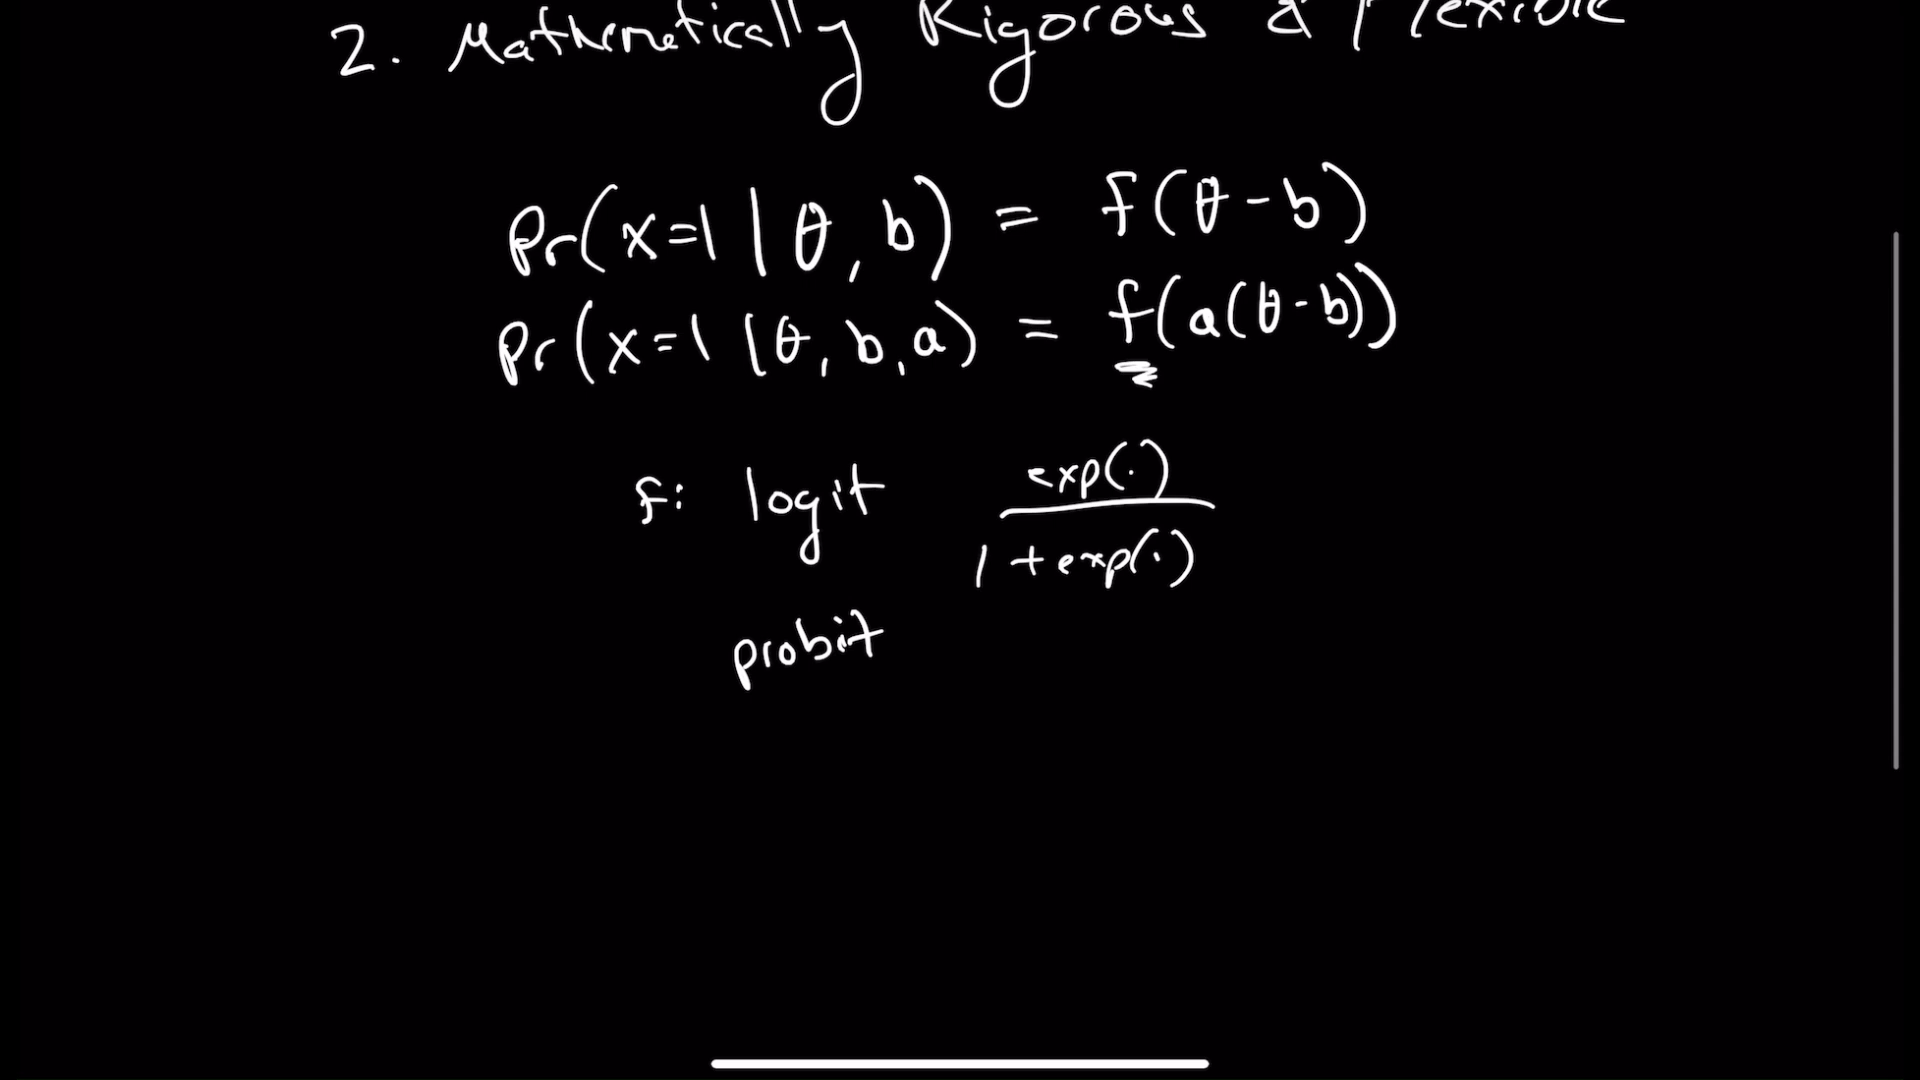 2. Mathematically Rigorous & Flexible
Pr(x=1 | θ, b) = f(θ-b)
Pr(x=1 | θ, b, a) = f(a(θ-b))
f: logit exp(·)
1 + exp(·)
probit